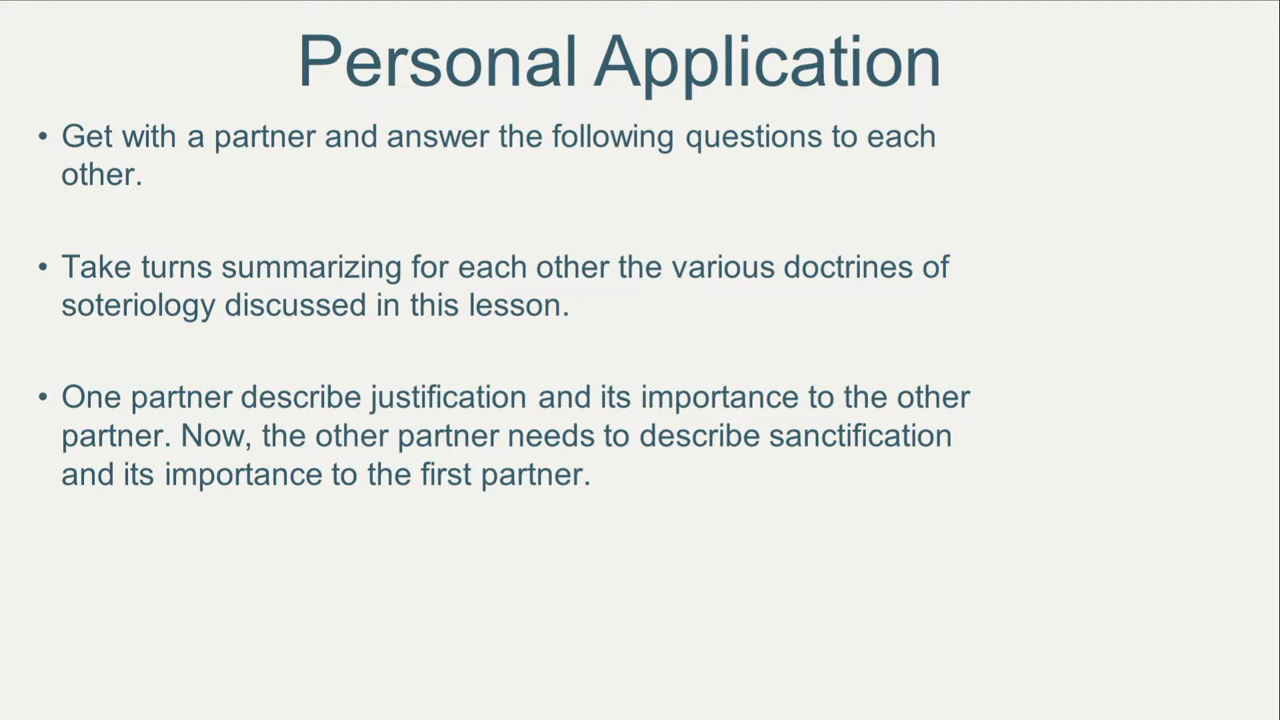 Personal Application
• Get with a partner and answer the following questions to each
other.
• Take turns summarizing for each other the various doctrines of
soteriology discussed in this lesson.
• One partner describe justification and its importance to the other
partner. Now, the other partner needs to describe sanctification
and its importance to the first partner.